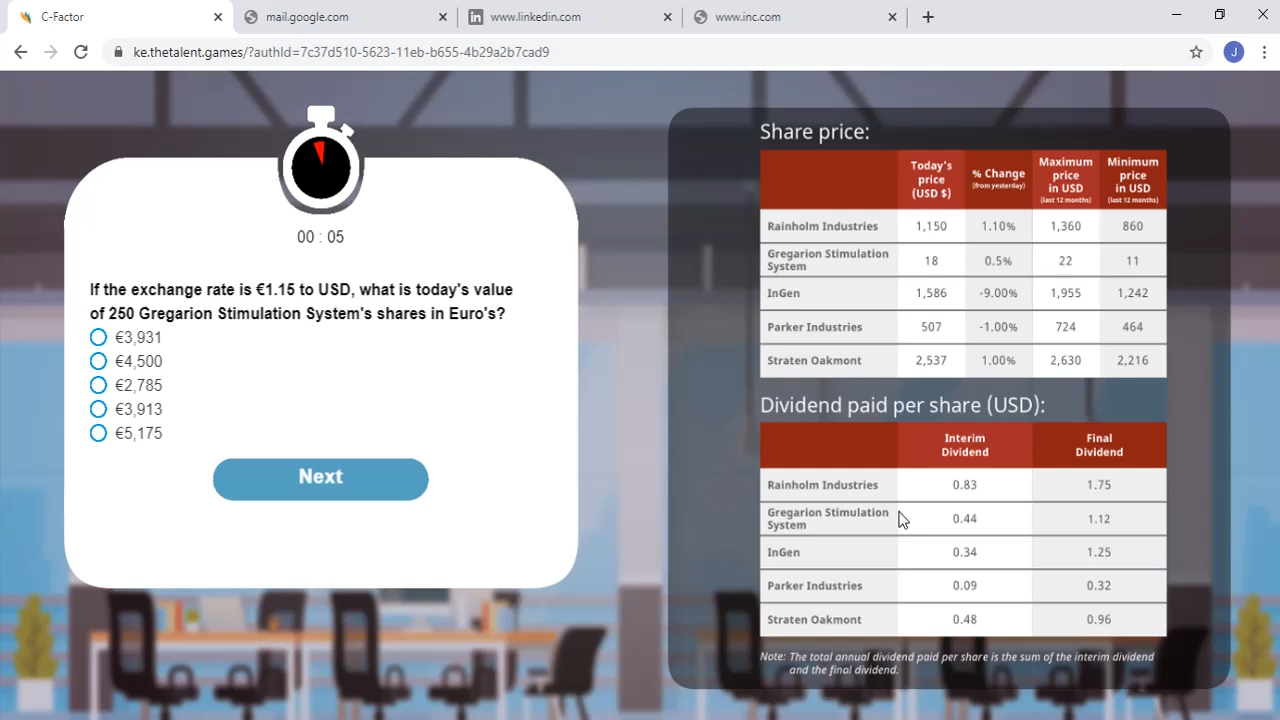 C-Factor
mail.google.com
www.linkedin.com
www.inc.com
ke.thetalent.games/?authId=7c37d510-5623-11eb-b655-4b29a2b7cad9
J
00 : 05
If the exchange rate is €1.15 to USD, what is today's value
of 250 Gregarion Stimulation System's shares in Euro's?
€3,931
€4,500
€2,785
€3,913
€5,175
Next
Share price:
Today's price (USD $) % Change (from yesterday) Maximum price in USD (last 12 months) Minimum price in USD (last 12 months)
Rainholm Industries 1,150 1.10% 1,360 860
Gregarion Stimulation System 18 0.5% 22 11
InGen 1,586 -9.00% 1,955 1,242
Parker Industries 507 -1.00% 724 464
Straten Oakmont 2,537 1.00% 2,630 2,216
Dividend paid per share (USD):
Interim Dividend Final Dividend
Rainholm Industries 0.83 1.75
Gregarion Stimulation System 0.44 1.12
InGen 0.34 1.25
Parker Industries 0.09 0.32
Straten Oakmont 0.48 0.96
Note: The total annual dividend paid per share is the sum of the interim dividend
and the final dividend.